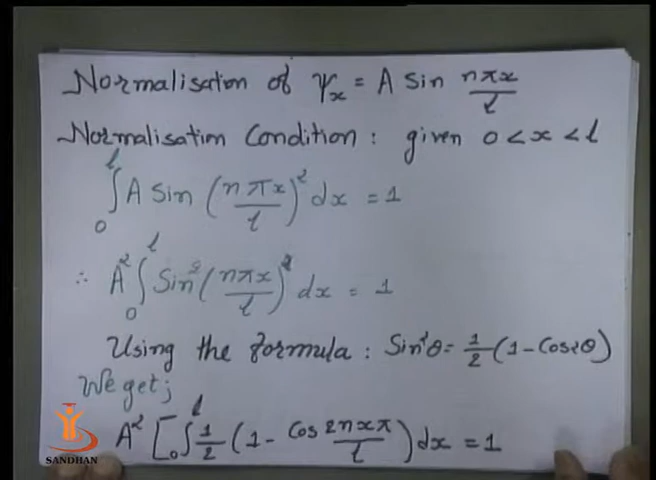 Normalisation of ψₓ = A Sin nπx/l
Normalisation Condition : given 0 < x < l
∫₀ˡ A Sin (nπx/l)² dx = 1
∴ A² ∫₀ˡ Sin² (nπx/l)² dx = 1
Using the formula : Sin²θ = 1/2 (1 - Cos2θ)
We get;
A² [ ₀∫ˡ 1/2 (1 - Cos 2nxπ/l) dx = 1
SANDHAN